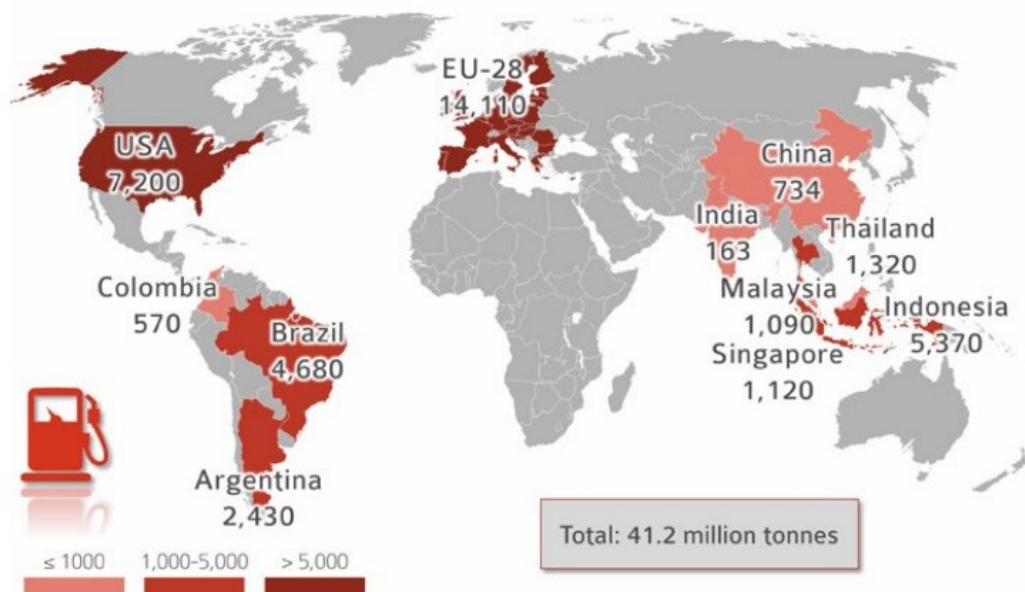 EU-28
14,110
USA
7,200
China
734
India
163
Thailand
1,320
Colombia
570
Malaysia
1,090
Indonesia
5,370
Brazil
4,680
Singapore
1,120
Argentina
2,430
Total: 41.2 million tonnes
≤ 1000
1,000-5,000
> 5,000